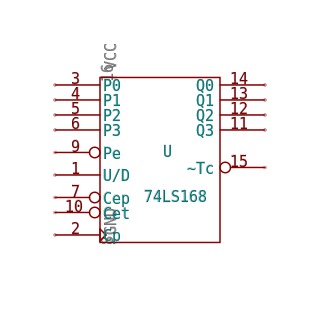 16 VCC
3 P0 Q0 14
4 P1 Q1 13
5 P2 Q2 12
6 P3 Q3 11
9 Pe U
~Tc 15
1 U/D
7 Cep 74LS168
10 Cet
GND
2 Cp